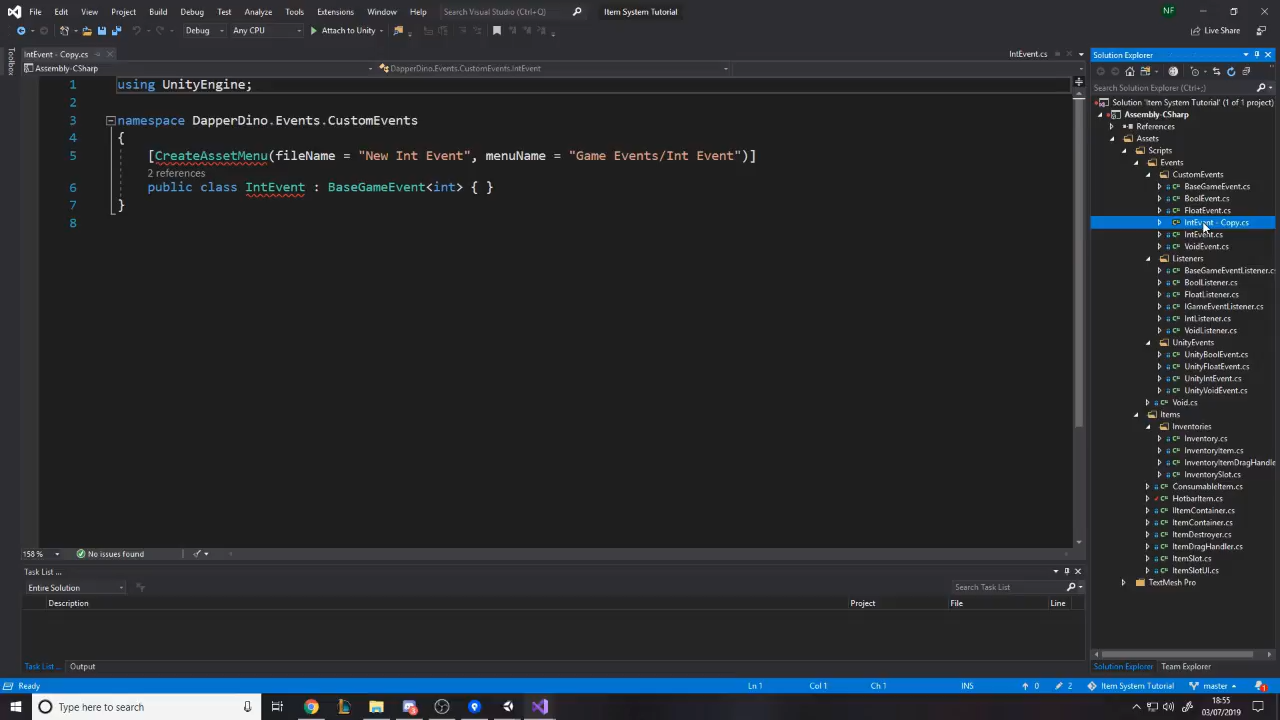 File Edit View Project Build Debug Test Analyze Tools Extensions Window Help Search Visual Studio (Ctrl+Q) Item System Tutorial NF
Debug Any CPU Attach to Unity Live Share
Toolbox
IntEvent - Copy.cs IntEvent.cs
Assembly-CSharp DapperDino.Events.CustomEvents.IntEvent
1 using UnityEngine;
2
3 namespace DapperDino.Events.CustomEvents
4 {
5 [CreateAssetMenu(fileName = "New Int Event", menuName = "Game Events/Int Event")]
2 references
6 public class IntEvent : BaseGameEvent<int> { }
7 }
8
158 % No issues found
Task List ...
Entire Solution Search Task List
Description Project File Line
Task List ... Output
Solution Explorer
Search Solution Explorer (Ctrl+;)
Solution 'Item System Tutorial' (1 of 1 project)
Assembly-CSharp
References
Assets
Scripts
Events
CustomEvents
BaseGameEvent.cs
BoolEvent.cs
FloatEvent.cs
IntEvent - Copy.cs
IntEvent.cs
VoidEvent.cs
Listeners
BaseGameEventListener.cs
BoolListener.cs
FloatListener.cs
IGameEventListener.cs
IntListener.cs
VoidListener.cs
UnityEvents
UnityBoolEvent.cs
UnityFloatEvent.cs
UnityIntEvent.cs
UnityVoidEvent.cs
Void.cs
Items
Inventories
Inventory.cs
InventoryItem.cs
InventoryItemDragHandle
InventorySlot.cs
ConsumableItem.cs
HotbarItem.cs
IItemContainer.cs
ItemContainer.cs
ItemDestroyer.cs
ItemDragHandler.cs
ItemSlot.cs
ItemSlotUI.cs
TextMesh Pro
Solution Explorer Team Explorer
Ready Ln 1 Col 1 Ch 1 INS 0 2 Item System Tutorial master 1
Type here to search 18:55
03/07/2019